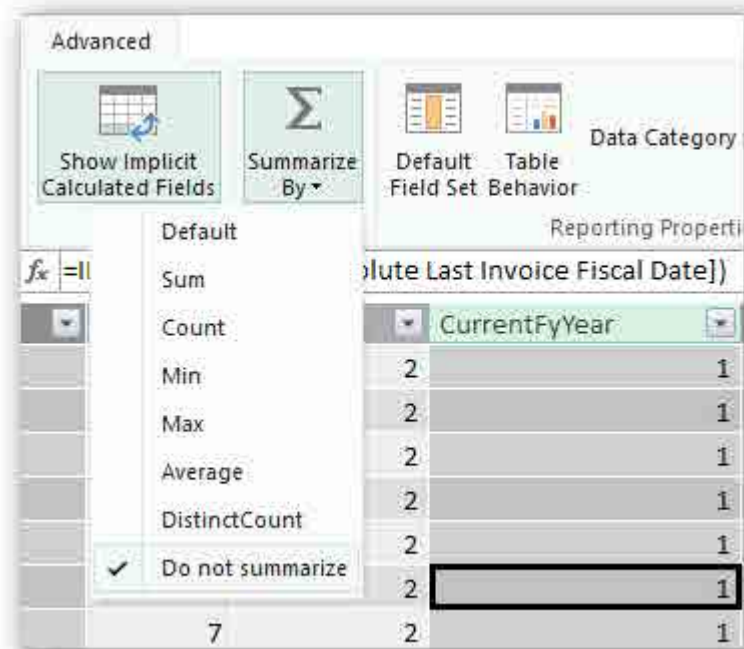 Advanced
Show Implicit
Calculated Fields
Summarize
By
Default
Field Set
Table
Behavior
Data Category
Reporting Properti
Default
Sum
Count
Min
Max
Average
DistinctCount
Do not summarize
fx =I
lute Last Invoice Fiscal Date])
CurrentFyYear
2 1
2 1
2 1
2 1
2 1
2 1
7 2 1